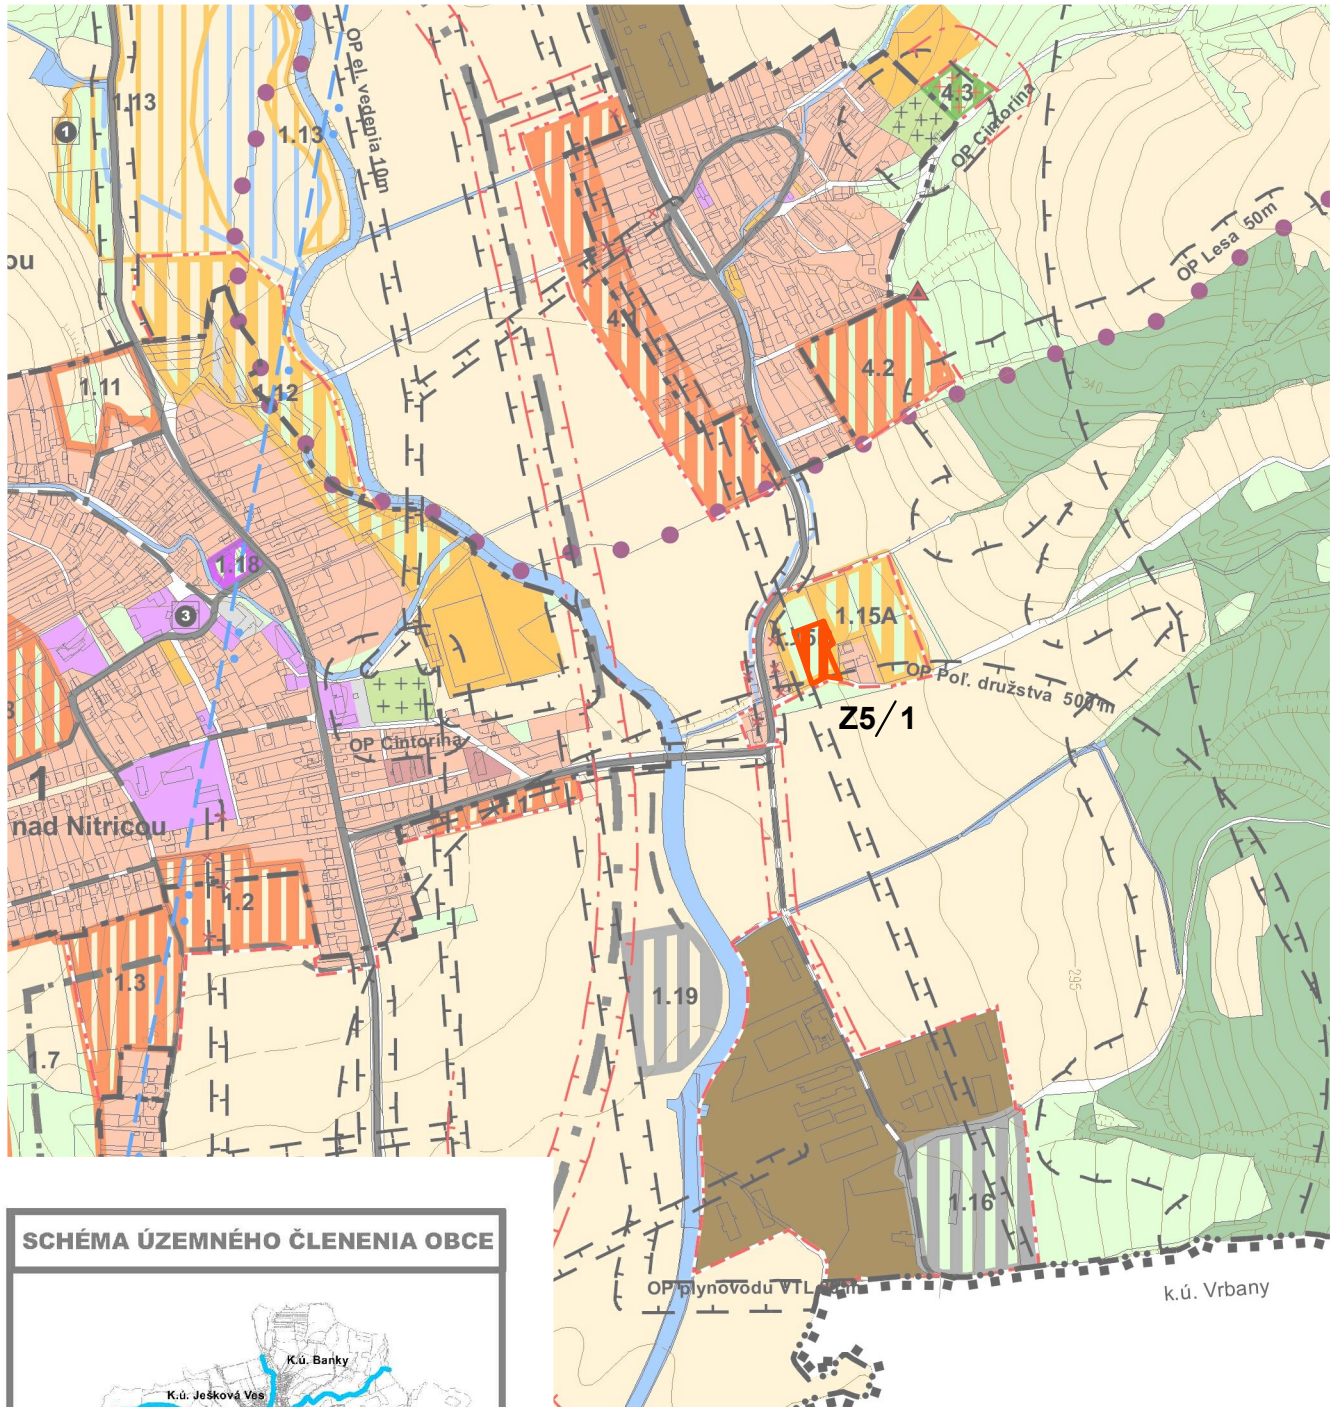 OP el. vedenia 10m
1.13
1
1.13
4.3
OP Cintorína
OP Lesa 50m
ou
4.1
340
4.2
1.11
1.12
1.18
3
1.15A
OP Poľ. družstva 500m
Z5/1
OP Cintorína
1
nad Nitricou
1.1
1.2
1.3
1.7
1.19
295
1.16
OP plynovodu VTL
k.ú. Vrbany
SCHÉMA ÚZEMNÉHO ČLENENIA OBCE
K.ú. Banky
K.ú. Ješková Ves